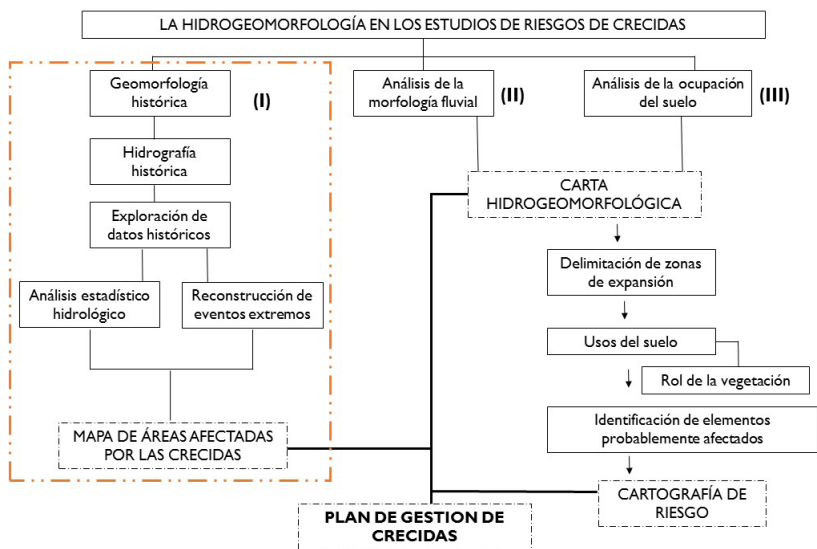 LA HIDROGEOMORFOLOGÍA EN LOS ESTUDIOS DE RIESGOS DE CRECIDAS
Geomorfología
histórica
(I)
Hidrografía
histórica
Exploración de
datos históricos
Análisis estadístico
hidrológico
Reconstrucción de
eventos extremos
MAPA DE ÁREAS AFECTADAS
POR LAS CRECIDAS
Análisis de la
morfología fluvial
(II)
Análisis de la ocupación
del suelo
(III)
CARTA
HIDROGEOMORFOLÓGICA
Delimitación de zonas
de expansión
Usos del suelo
Rol de la vegetación
Identificación de elementos
probablemente afectados
CARTOGRAFÍA DE
RIESGO
PLAN DE GESTION DE
CRECIDAS